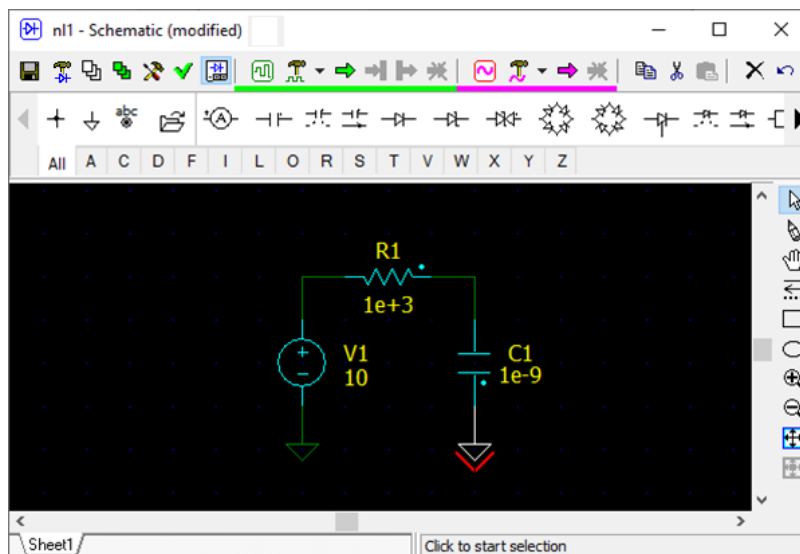 nl1 - Schematic (modified)
abc
A
All A C D F I L O R S T V W X Y Z
R1
1e+3
V1
10
C1
1e-9
Sheet1
Click to start selection